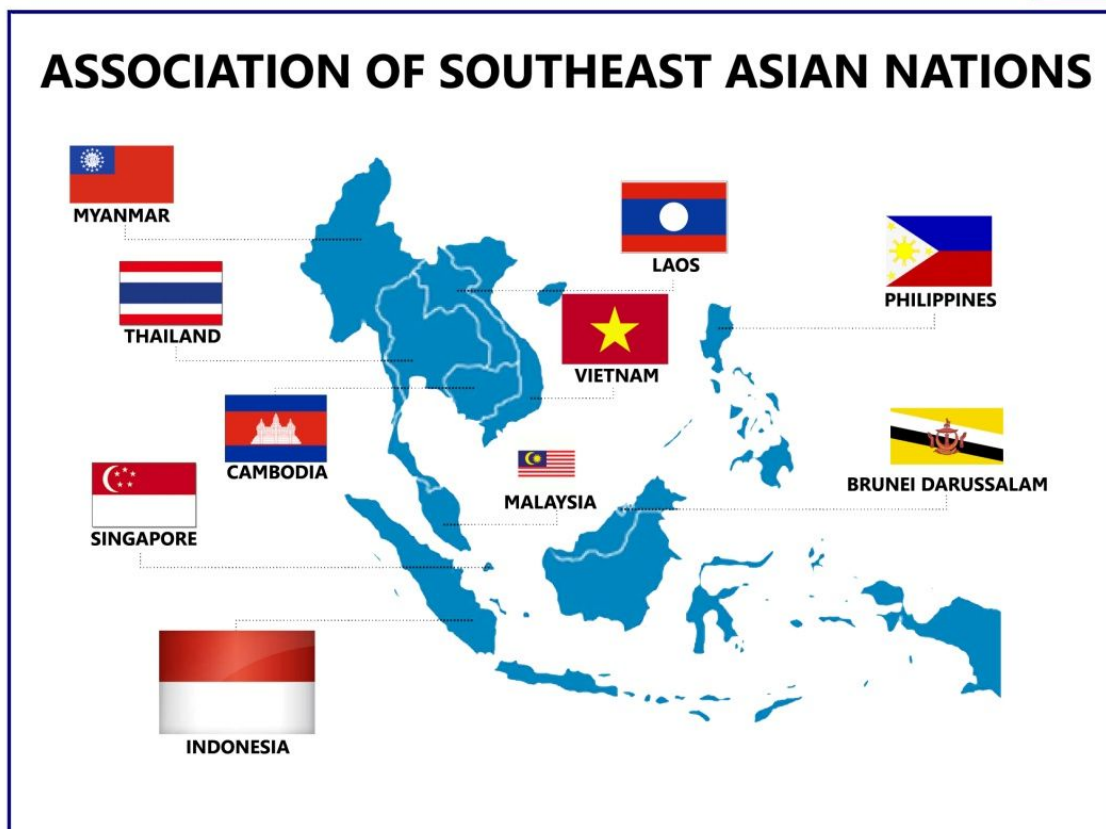 ASSOCIATION OF SOUTHEAST ASIAN NATIONS
MYANMAR
LAOS
PHILIPPINES
THAILAND
VIETNAM
CAMBODIA
MALAYSIA
BRUNEI DARUSSALAM
SINGAPORE
INDONESIA